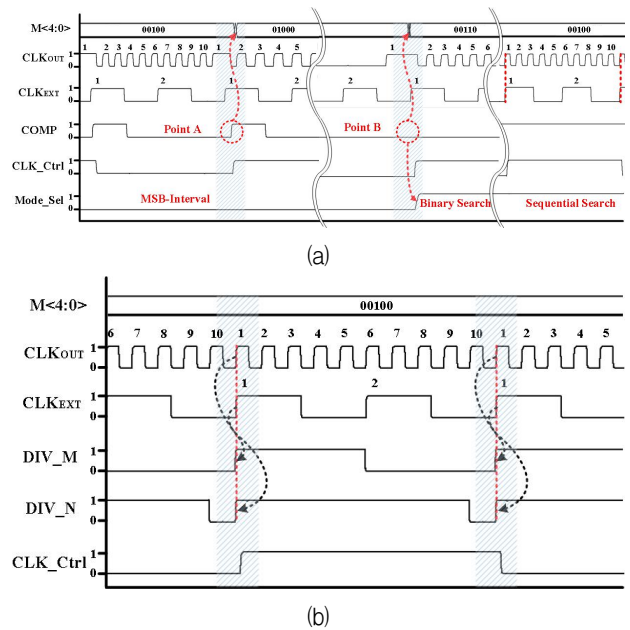 M<4:0> 00100 01000 00110 00100
1 2 3 4 5 6 7 8 9 10 1 2 3 4 5 1 2 3 4 5 6 1 2 3 4 5 6 7 8 9 10
CLKOUT 1 0
1 2 1 2 2 1 2 1 2
CLKEXT 1 0
COMP 1 0 Point A Point B
CLK_Ctrl 1 0
Mode_Sel 1 0 MSB-Interval Binary Search Sequential Search
(a)
M<4:0> 00100
6 7 8 9 10 1 2 3 4 5 6 7 8 9 10 1 2 3 4 5
CLKOUT 1 0
1 2 1
CLKEXT 1 0
DIV_M 1 0
DIV_N 1 0
CLK_Ctrl 1 0
(b)